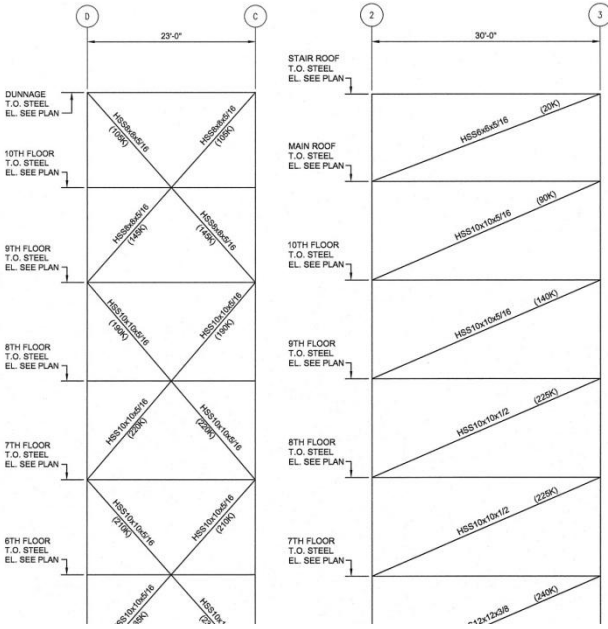 D
C
23'-0"
DUNNAGE
T.O. STEEL
EL. SEE PLAN
HSS8x8x5/16
(105K)
HSS8x8x5/16
(105K)
10TH FLOOR
T.O. STEEL
EL. SEE PLAN
HSS8x8x5/16
(145K)
HSS8x8x5/16
(145K)
9TH FLOOR
T.O. STEEL
EL. SEE PLAN
HSS10x10x5/16
(190K)
HSS10x10x5/16
(190K)
8TH FLOOR
T.O. STEEL
EL. SEE PLAN
HSS10x10x5/16
(220K)
HSS10x10x5/16
(220K)
7TH FLOOR
T.O. STEEL
EL. SEE PLAN
HSS10x10x5/16
(210K)
HSS10x10x5/16
(210K)
6TH FLOOR
T.O. STEEL
EL. SEE PLAN
2
3
30'-0"
STAIR ROOF
T.O. STEEL
EL. SEE PLAN
HSS6x6x5/16
(20K)
MAIN ROOF
T.O. STEEL
EL. SEE PLAN
HSS10x10x5/16
(90K)
10TH FLOOR
T.O. STEEL
EL. SEE PLAN
HSS10x10x5/16
(140K)
9TH FLOOR
T.O. STEEL
EL. SEE PLAN
HSS10x10x1/2
(225K)
8TH FLOOR
T.O. STEEL
EL. SEE PLAN
HSS10x10x1/2
(225K)
7TH FLOOR
T.O. STEEL
EL. SEE PLAN
(240K)